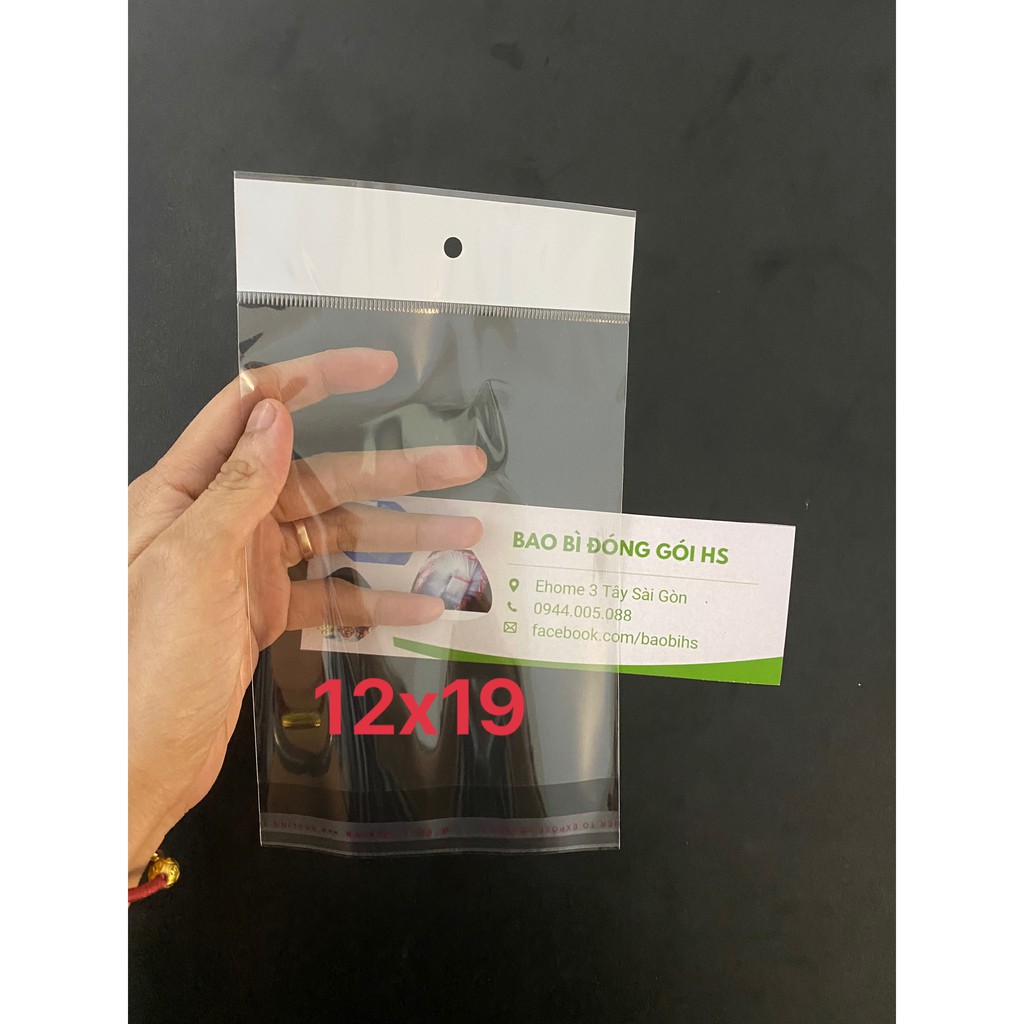 BAO BÌ ĐÓNG GÓI HS
Ehome 3 Tây Sài Gòn
0944.005.088
facebook.com/baobihs
12x19